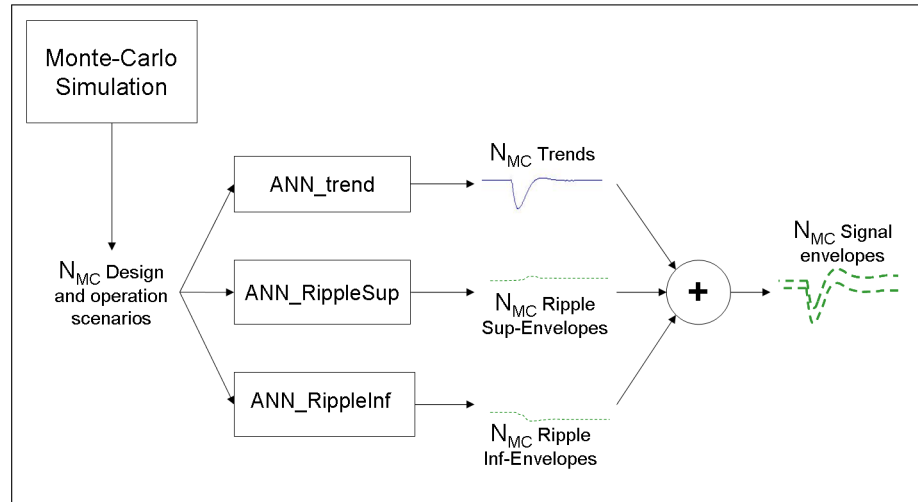 Monte-Carlo
Simulation
N_MC Design
and operation
scenarios
ANN_trend
ANN_RippleSup
ANN_RippleInf
N_MC Trends
N_MC Ripple
Sup-Envelopes
N_MC Ripple
Inf-Envelopes
+
N_MC Signal
envelopes